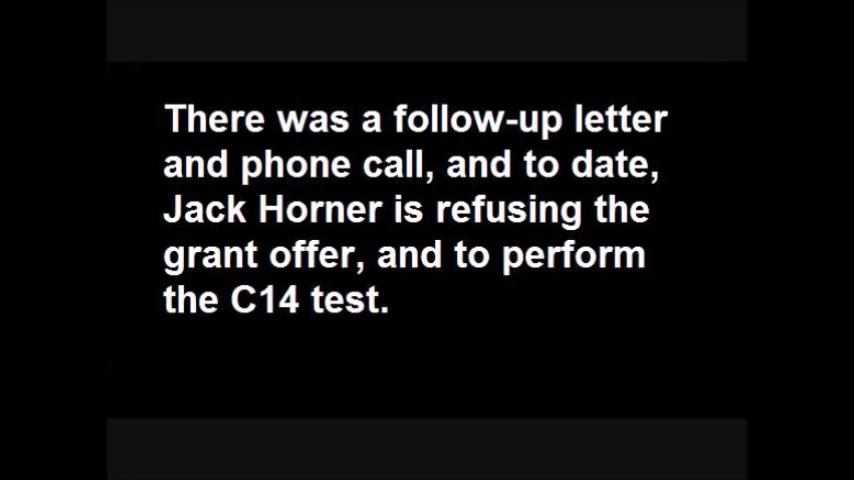 There was a follow-up letter
and phone call, and to date,
Jack Horner is refusing the
grant offer, and to perform
the C14 test.